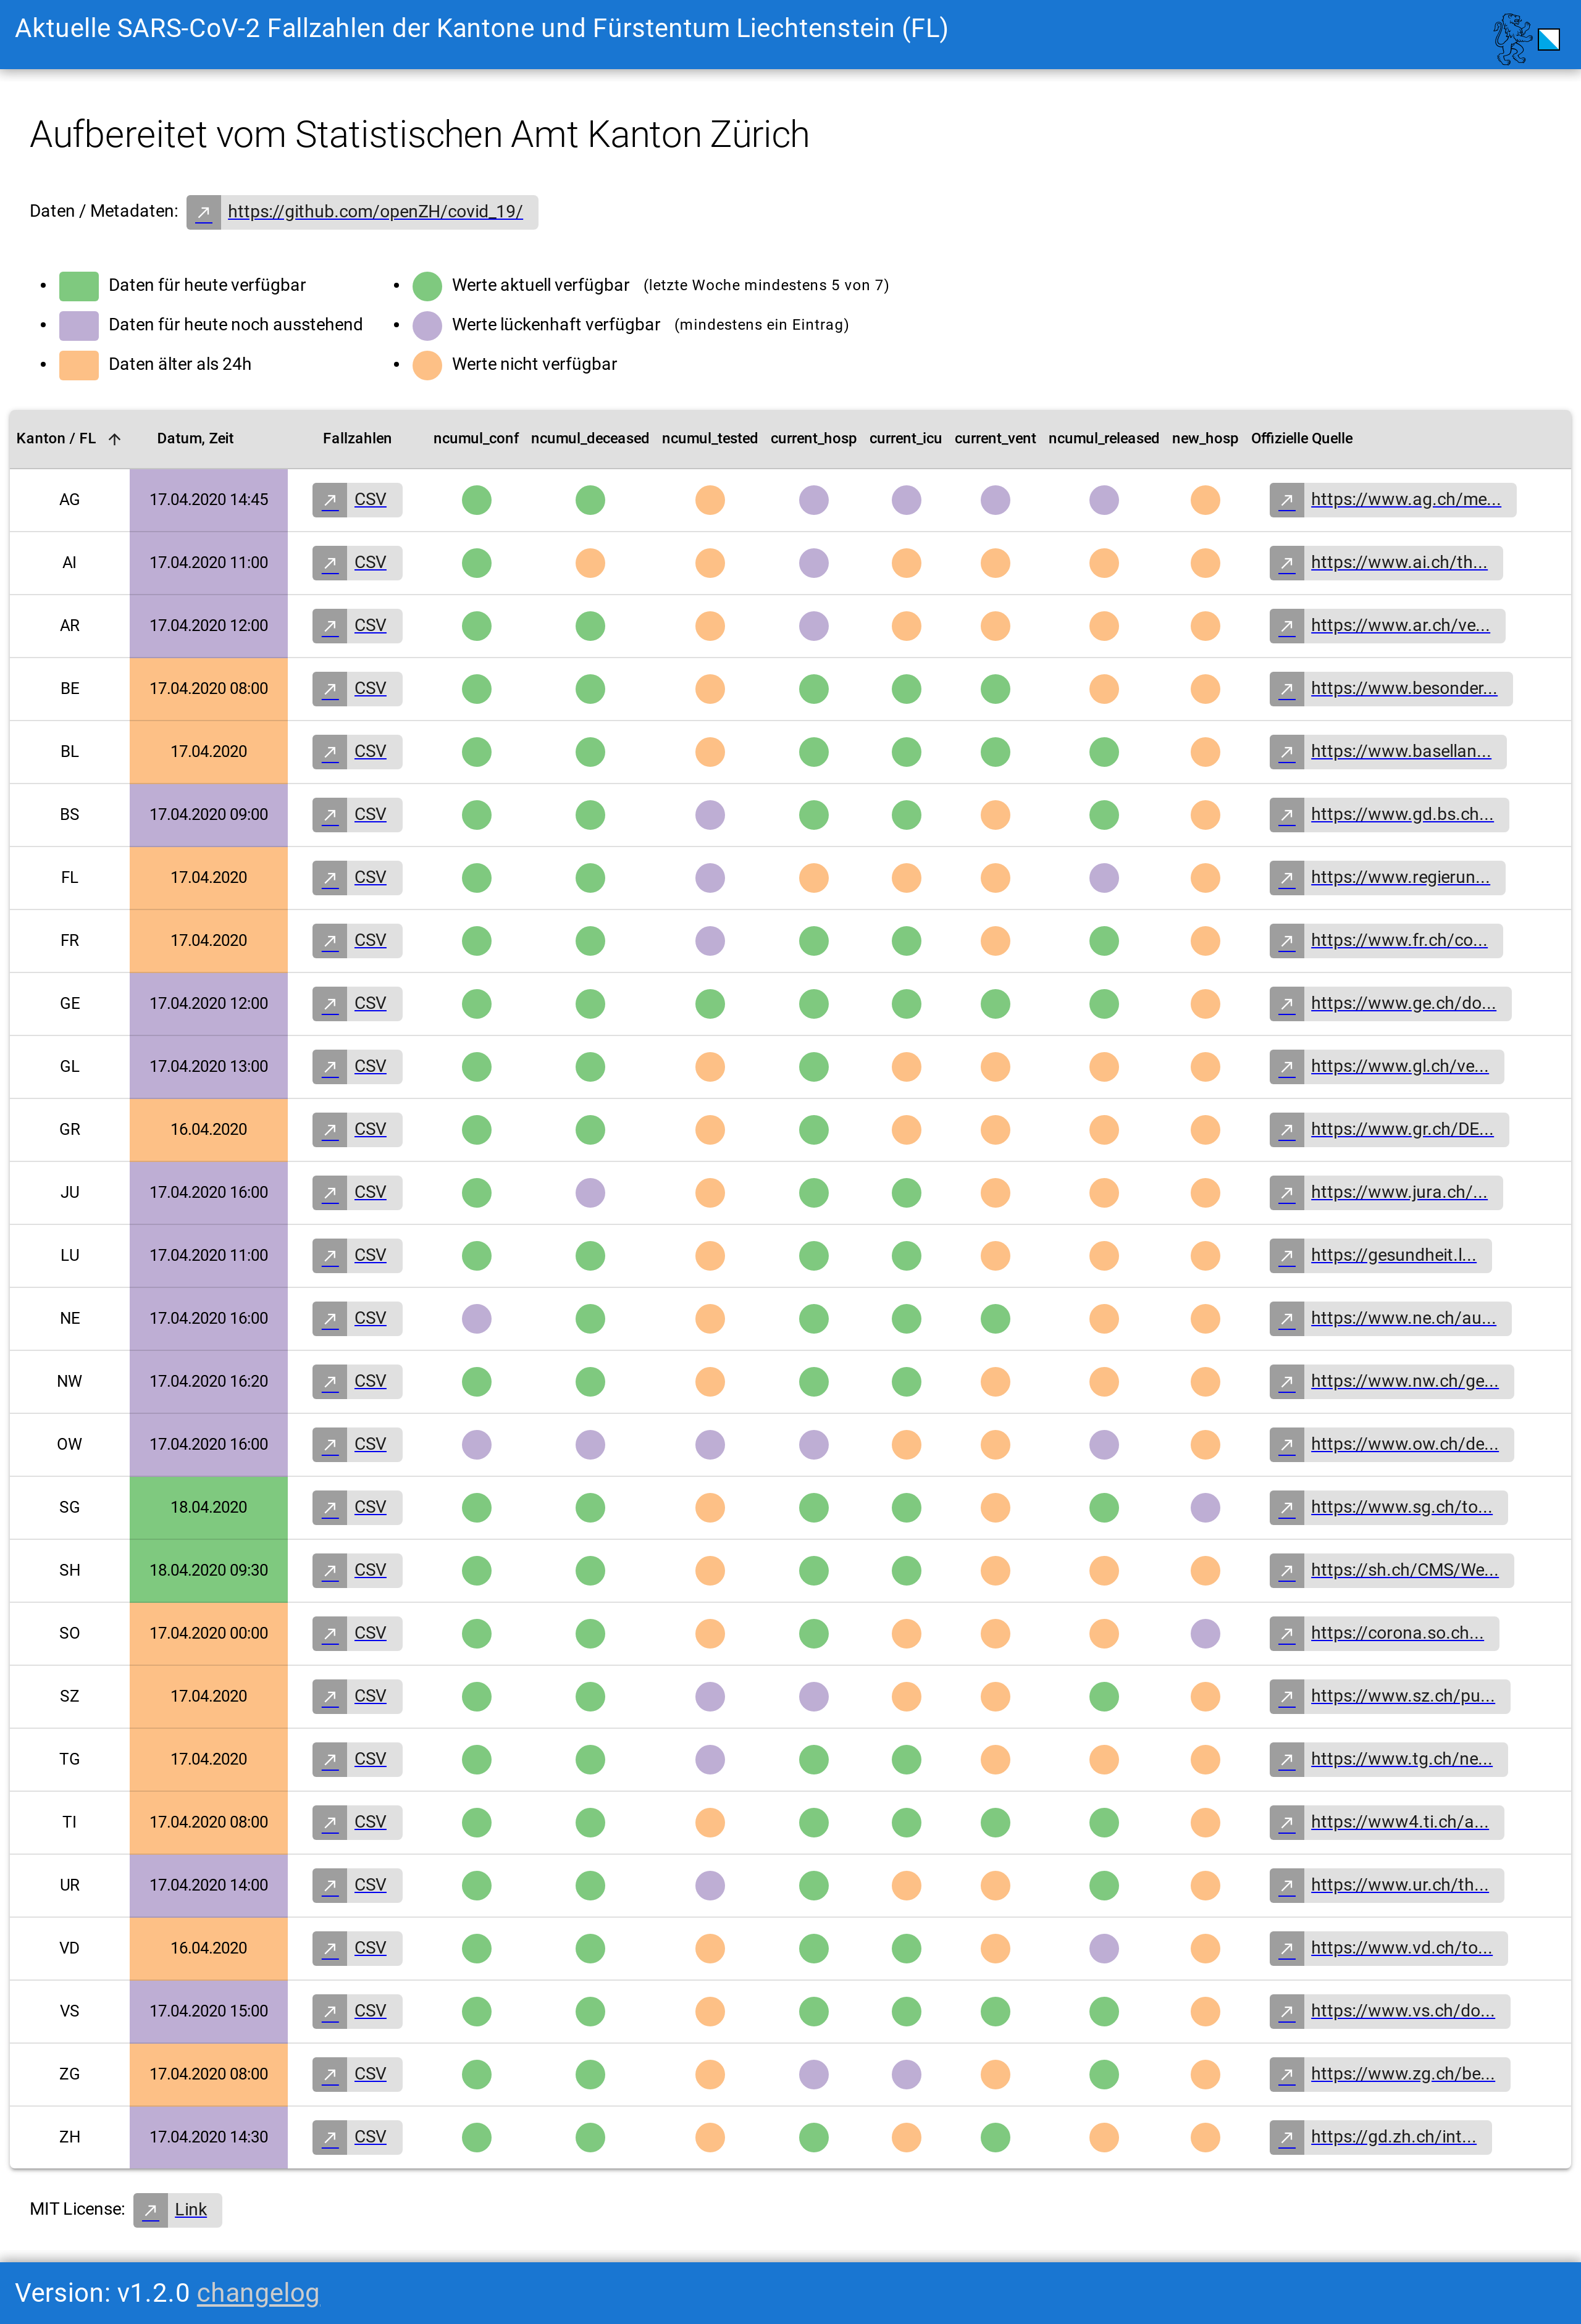 Aktuelle SARS-CoV-2 Fallzahlen der Kantone und Fürstentum Liechtenstein (FL)
Aufbereitet vom Statistischen Amt Kanton Zürich
Daten / Metadaten: https://github.com/openZH/covid_19/
Daten für heute verfügbar
Daten für heute noch ausstehend
Daten älter als 24h
Werte aktuell verfügbar (letzte Woche mindestens 5 von 7)
Werte lückenhaft verfügbar (mindestens ein Eintrag)
Werte nicht verfügbar
Kanton / FL Datum, Zeit Fallzahlen ncumul_conf ncumul_deceased ncumul_tested current_hosp current_icu current_vent ncumul_released new_hosp Offizielle Quelle
AG 17.04.2020 14:45 CSV https://www.ag.ch/me...
AI 17.04.2020 11:00 CSV https://www.ai.ch/th...
AR 17.04.2020 12:00 CSV https://www.ar.ch/ve...
BE 17.04.2020 08:00 CSV https://www.besonder...
BL 17.04.2020 CSV https://www.basellan...
BS 17.04.2020 09:00 CSV https://www.gd.bs.ch...
FL 17.04.2020 CSV https://www.regierun...
FR 17.04.2020 CSV https://www.fr.ch/co...
GE 17.04.2020 12:00 CSV https://www.ge.ch/do...
GL 17.04.2020 13:00 CSV https://www.gl.ch/ve...
GR 16.04.2020 CSV https://www.gr.ch/DE...
JU 17.04.2020 16:00 CSV https://www.jura.ch/...
LU 17.04.2020 11:00 CSV https://gesundheit.l...
NE 17.04.2020 16:00 CSV https://www.ne.ch/au...
NW 17.04.2020 16:20 CSV https://www.nw.ch/ge...
OW 17.04.2020 16:00 CSV https://www.ow.ch/de...
SG 18.04.2020 CSV https://www.sg.ch/to...
SH 18.04.2020 09:30 CSV https://sh.ch/CMS/We...
SO 17.04.2020 00:00 CSV https://corona.so.ch...
SZ 17.04.2020 CSV https://www.sz.ch/pu...
TG 17.04.2020 CSV https://www.tg.ch/ne...
TI 17.04.2020 08:00 CSV https://www4.ti.ch/a...
UR 17.04.2020 14:00 CSV https://www.ur.ch/th...
VD 16.04.2020 CSV https://www.vd.ch/to...
VS 17.04.2020 15:00 CSV https://www.vs.ch/do...
ZG 17.04.2020 08:00 CSV https://www.zg.ch/be...
ZH 17.04.2020 14:30 CSV https://gd.zh.ch/int...
MIT License: Link
Version: v1.2.0 changelog